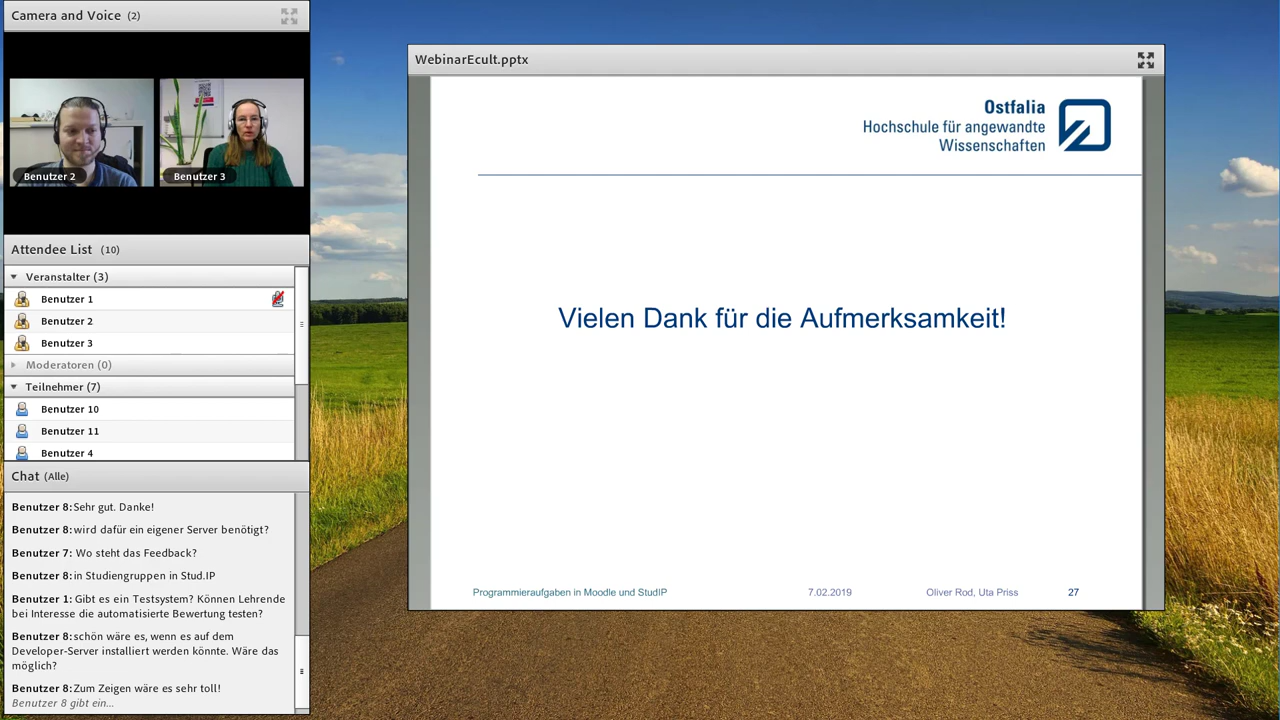 Camera and Voice (2)
Benutzer 2
Benutzer 3
Attendee List (10)
Veranstalter (3)
Benutzer 1
Benutzer 2
Benutzer 3
Moderatoren (0)
Teilnehmer (7)
Benutzer 10
Benutzer 11
Benutzer 4
Chat (Alle)
Benutzer 8: Sehr gut. Danke!
Benutzer 8: wird dafür ein eigener Server benötigt?
Benutzer 7: Wo steht das Feedback?
Benutzer 8: in Studiengruppen in Stud.IP
Benutzer 1: Gibt es ein Testsystem? Können Lehrende
bei Interesse die automatisierte Bewertung testen?
Benutzer 8: schön wäre es, wenn es auf dem
Developer-Server installiert werden könnte. Wäre das
möglich?
Benutzer 8: Zum Zeigen wäre es sehr toll!
Benutzer 8 gibt ein...
WebinarEcult.pptx
Ostfalia
Hochschule für angewandte
Wissenschaften
Vielen Dank für die Aufmerksamkeit!
Programmieraufgaben in Moodle und StudIP 7.02.2019 Oliver Rod, Uta Priss 27